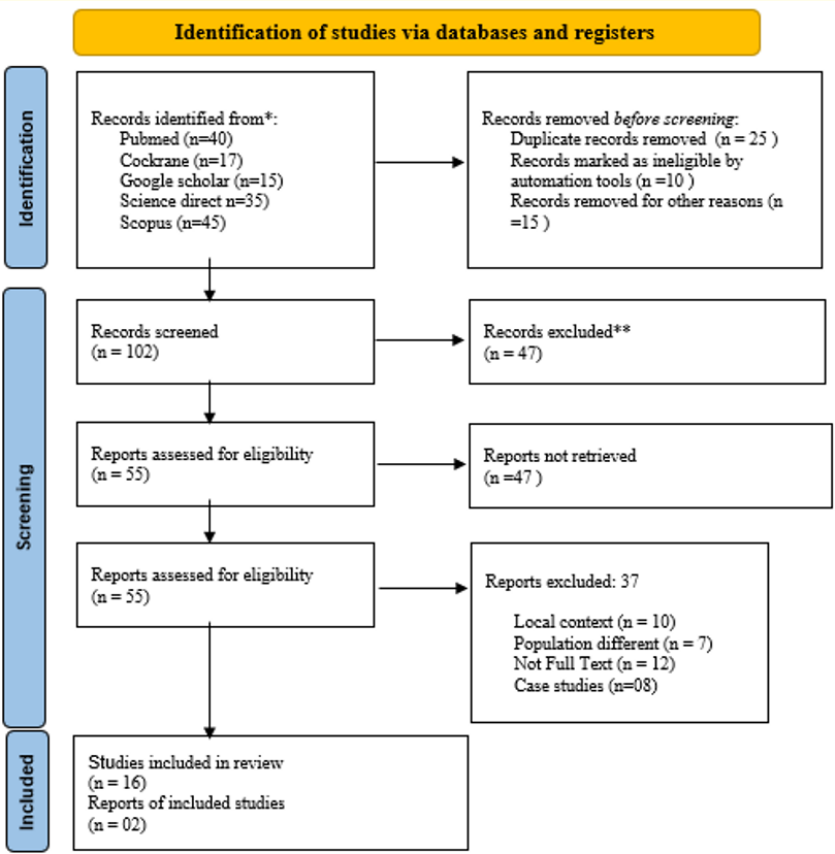 Identification of studies via databases and registers
Identification
Records identified from*:
Pubmed (n=40)
Cockrane (n=17)
Google scholar (n=15)
Science direct n=35)
Scopus (n=45)
Records removed before screening:
Duplicate records removed (n = 25 )
Records marked as ineligible by
automation tools (n =10 )
Records removed for other reasons (n
=15 )
Screening
Records screened
(n = 102)
Records excluded**
(n = 47)
Reports assessed for eligibility
(n = 55)
Reports not retrieved
(n =47 )
Reports assessed for eligibility
(n = 55)
Reports excluded: 37
Local context (n = 10)
Population different (n = 7)
Not Full Text (n = 12)
Case studies (n=08)
Included
Studies included in review
(n = 16)
Reports of included studies
(n = 02)